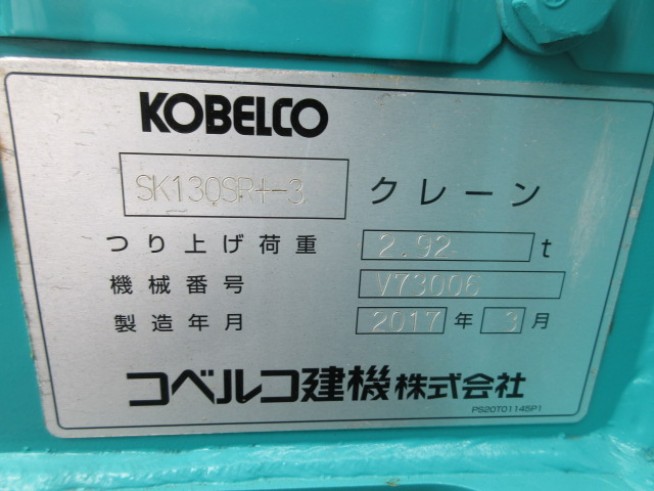 KOBELCO
SK130SR+-3 クレーン
つり上げ荷重 2.92 t
機械番号 V73006
製造年月 2017 年 3 月
コベルコ建機株式会社
PS20T01145P1